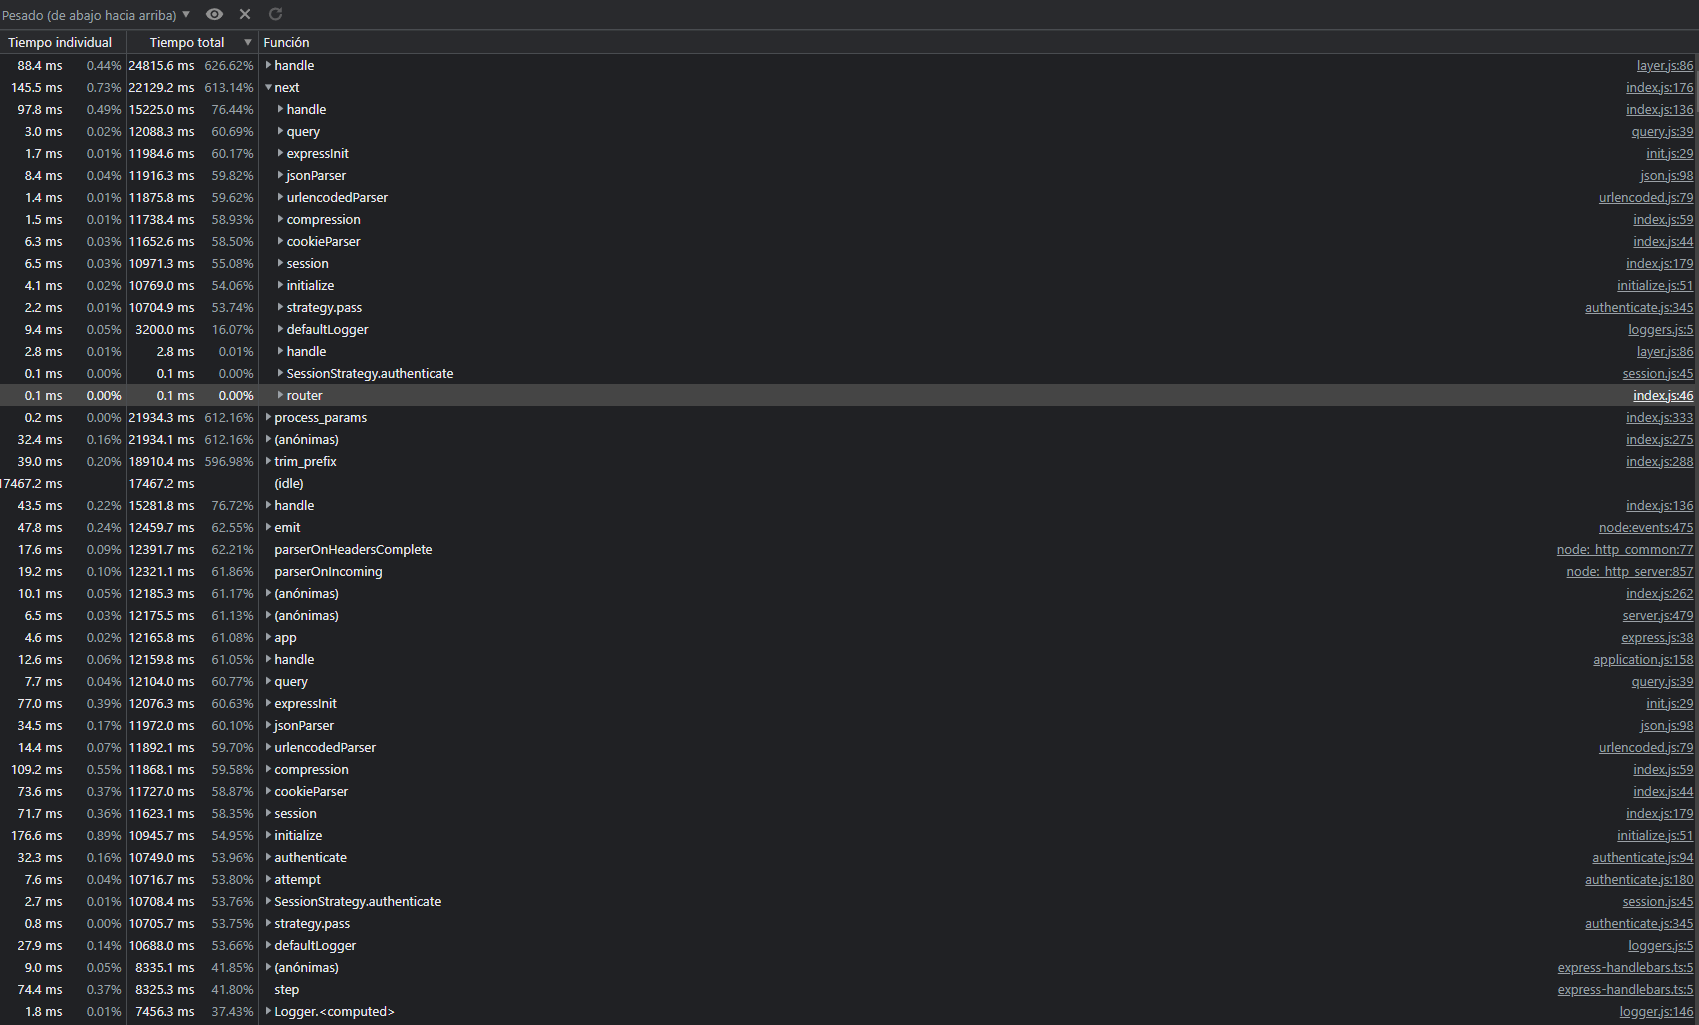 Pesado (de abajo hacia arriba)
Tiempo individual Tiempo total Función
88.4 ms 0.44% 24815.6 ms 626.62% handle layer.js:86
145.5 ms 0.73% 22129.2 ms 613.14% next index.js:176
97.8 ms 0.49% 15225.0 ms 76.44% handle index.js:136
3.0 ms 0.02% 12088.3 ms 60.69% query query.js:39
1.7 ms 0.01% 11984.6 ms 60.17% expressInit init.js:29
8.4 ms 0.04% 11916.3 ms 59.82% jsonParser json.js:98
1.4 ms 0.01% 11875.8 ms 59.62% urlencodedParser urlencoded.js:79
1.5 ms 0.01% 11738.4 ms 58.93% compression index.js:59
6.3 ms 0.03% 11652.6 ms 58.50% cookieParser index.js:44
6.5 ms 0.03% 10971.3 ms 55.08% session index.js:179
4.1 ms 0.02% 10769.0 ms 54.06% initialize initialize.js:51
2.2 ms 0.01% 10704.9 ms 53.74% strategy.pass authenticate.js:345
9.4 ms 0.05% 3200.0 ms 16.07% defaultLogger loggers.js:5
2.8 ms 0.01% 2.8 ms 0.01% handle layer.js:86
0.1 ms 0.00% 0.1 ms 0.00% SessionStrategy.authenticate session.js:45
0.1 ms 0.00% 0.1 ms 0.00% router index.js:46
0.2 ms 0.00% 21934.3 ms 612.16% process_params index.js:333
32.4 ms 0.16% 21934.1 ms 612.16% (anónimas) index.js:275
39.0 ms 0.20% 18910.4 ms 596.98% trim_prefix index.js:288
17467.2 ms 17467.2 ms (idle)
43.5 ms 0.22% 15281.8 ms 76.72% handle index.js:136
47.8 ms 0.24% 12459.7 ms 62.55% emit node:events:475
17.6 ms 0.09% 12391.7 ms 62.21% parserOnHeadersComplete node:_http_common:77
19.2 ms 0.10% 12321.1 ms 61.86% parserOnIncoming node:_http_server:857
10.1 ms 0.05% 12185.3 ms 61.17% (anónimas) index.js:262
6.5 ms 0.03% 12175.5 ms 61.13% (anónimas) server.js:479
4.6 ms 0.02% 12165.8 ms 61.08% app express.js:38
12.6 ms 0.06% 12159.8 ms 61.05% handle application.js:158
7.7 ms 0.04% 12104.0 ms 60.77% query query.js:39
77.0 ms 0.39% 12076.3 ms 60.63% expressInit init.js:29
34.5 ms 0.17% 11972.0 ms 60.10% jsonParser json.js:98
14.4 ms 0.07% 11892.1 ms 59.70% urlencodedParser urlencoded.js:79
109.2 ms 0.55% 11868.1 ms 59.58% compression index.js:59
73.6 ms 0.37% 11727.0 ms 58.87% cookieParser index.js:44
71.7 ms 0.36% 11623.1 ms 58.35% session index.js:179
176.6 ms 0.89% 10945.7 ms 54.95% initialize initialize.js:51
32.3 ms 0.16% 10749.0 ms 53.96% authenticate authenticate.js:94
7.6 ms 0.04% 10716.7 ms 53.80% attempt authenticate.js:180
2.7 ms 0.01% 10708.4 ms 53.76% SessionStrategy.authenticate session.js:45
0.8 ms 0.00% 10705.7 ms 53.75% strategy.pass authenticate.js:345
27.9 ms 0.14% 10688.0 ms 53.66% defaultLogger loggers.js:5
9.0 ms 0.05% 8335.1 ms 41.85% (anónimas) express-handlebars.ts:5
74.4 ms 0.37% 8325.3 ms 41.80% step express-handlebars.ts:5
1.8 ms 0.01% 7456.3 ms 37.43% Logger.<computed> logger.js:146